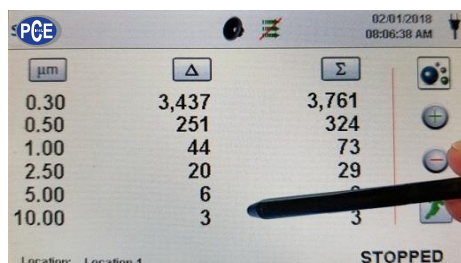 PCE 02/01/2018
08:06:38 AM
µm Δ Σ
0.30 3,437 3,761
0.50 251 324
1.00 44 73
2.50 20 29
5.00 6
10.00 3 3
Location: Location 1 STOPPED